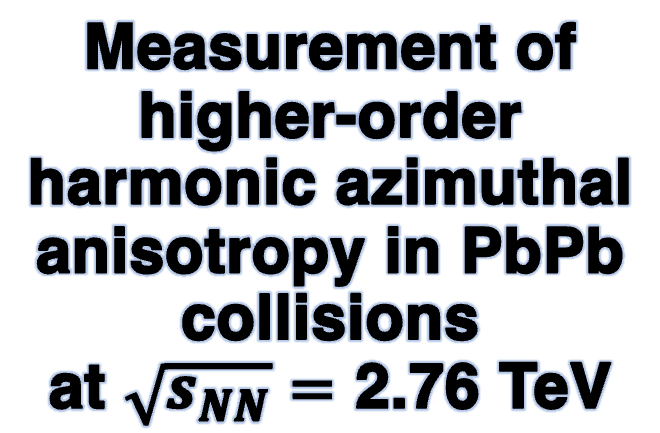 Measurement of
higher-order
harmonic azimuthal
anisotropy in PbPb
collisions
at √s_NN = 2.76 TeV